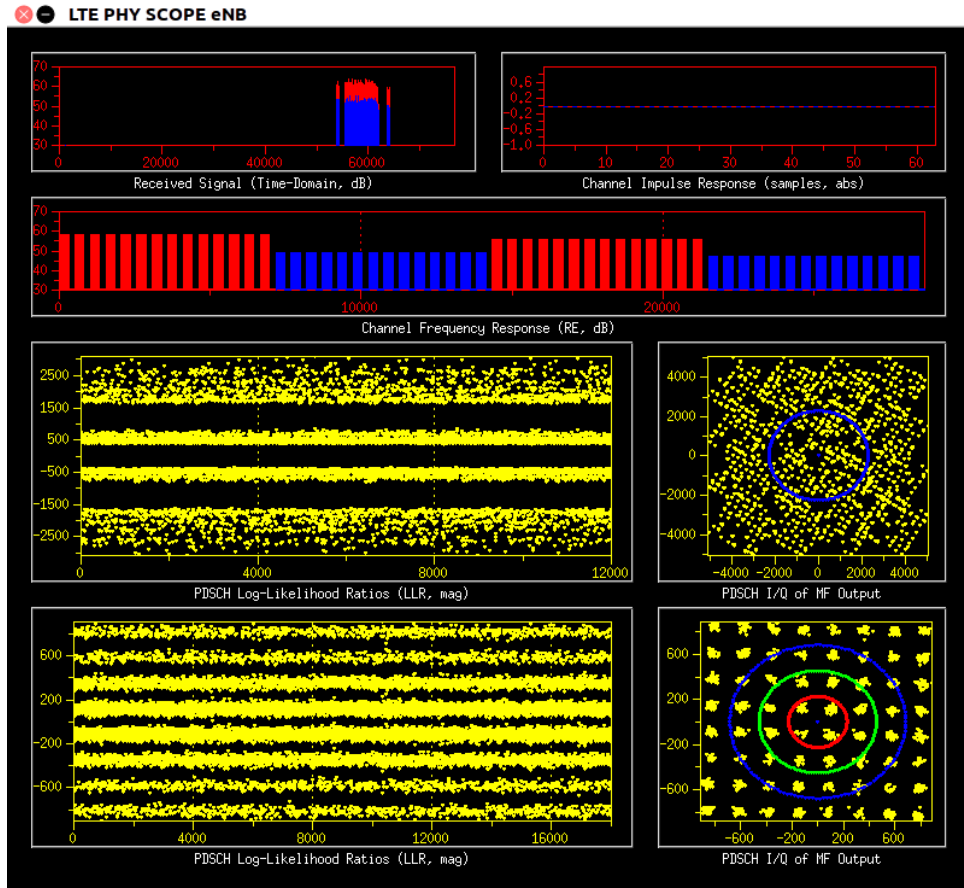 LTE PHY SCOPE eNB
70
60
50
40
30
0 20000 40000 60000
Received Signal (Time-Domain, dB)
0.6
0.2
-0.2
-0.6
-1.0
0 10 20 30 40 50 60
Channel Impulse Response (samples, abs)
70
60
50
40
30
0 10000 20000
Channel Frequency Response (RE, dB)
2500
1500
500
-500
-1500
-2500
0 4000 8000 12000
PDSCH Log-Likelihood Ratios (LLR, mag)
4000
2000
0
-2000
-4000
-4000 -2000 0 2000 4000
PDSCH I/Q of MF Output
600
200
-200
-600
0 4000 8000 12000 16000
PDSCH Log-Likelihood Ratios (LLR, mag)
600
200
-200
-600
-600 -200 200 600
PDSCH I/Q of MF Output